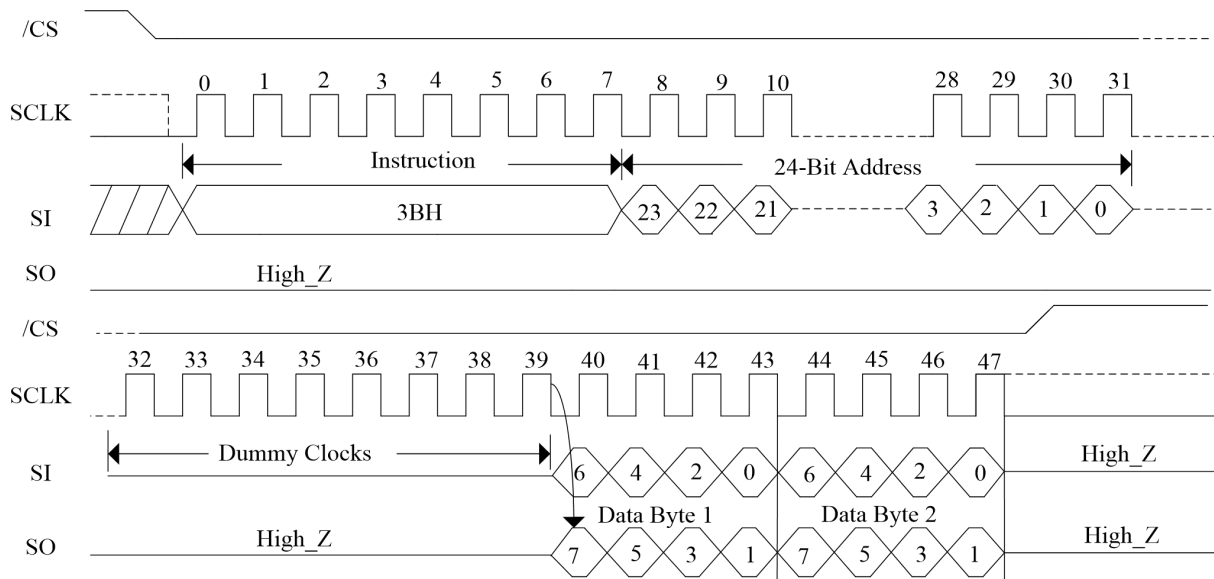 /CS
0 1 2 3 4 5 6 7 8 9 10 28 29 30 31
SCLK
Instruction 24-Bit Address
SI 3BH 23 22 21 3 2 1 0
SO High_Z
/CS
32 33 34 35 36 37 38 39 40 41 42 43 44 45 46 47
SCLK
Dummy Clocks
SI 6 4 2 0 6 4 2 0 High_Z
Data Byte 1 Data Byte 2
SO High_Z 7 5 3 1 7 5 3 1 High_Z